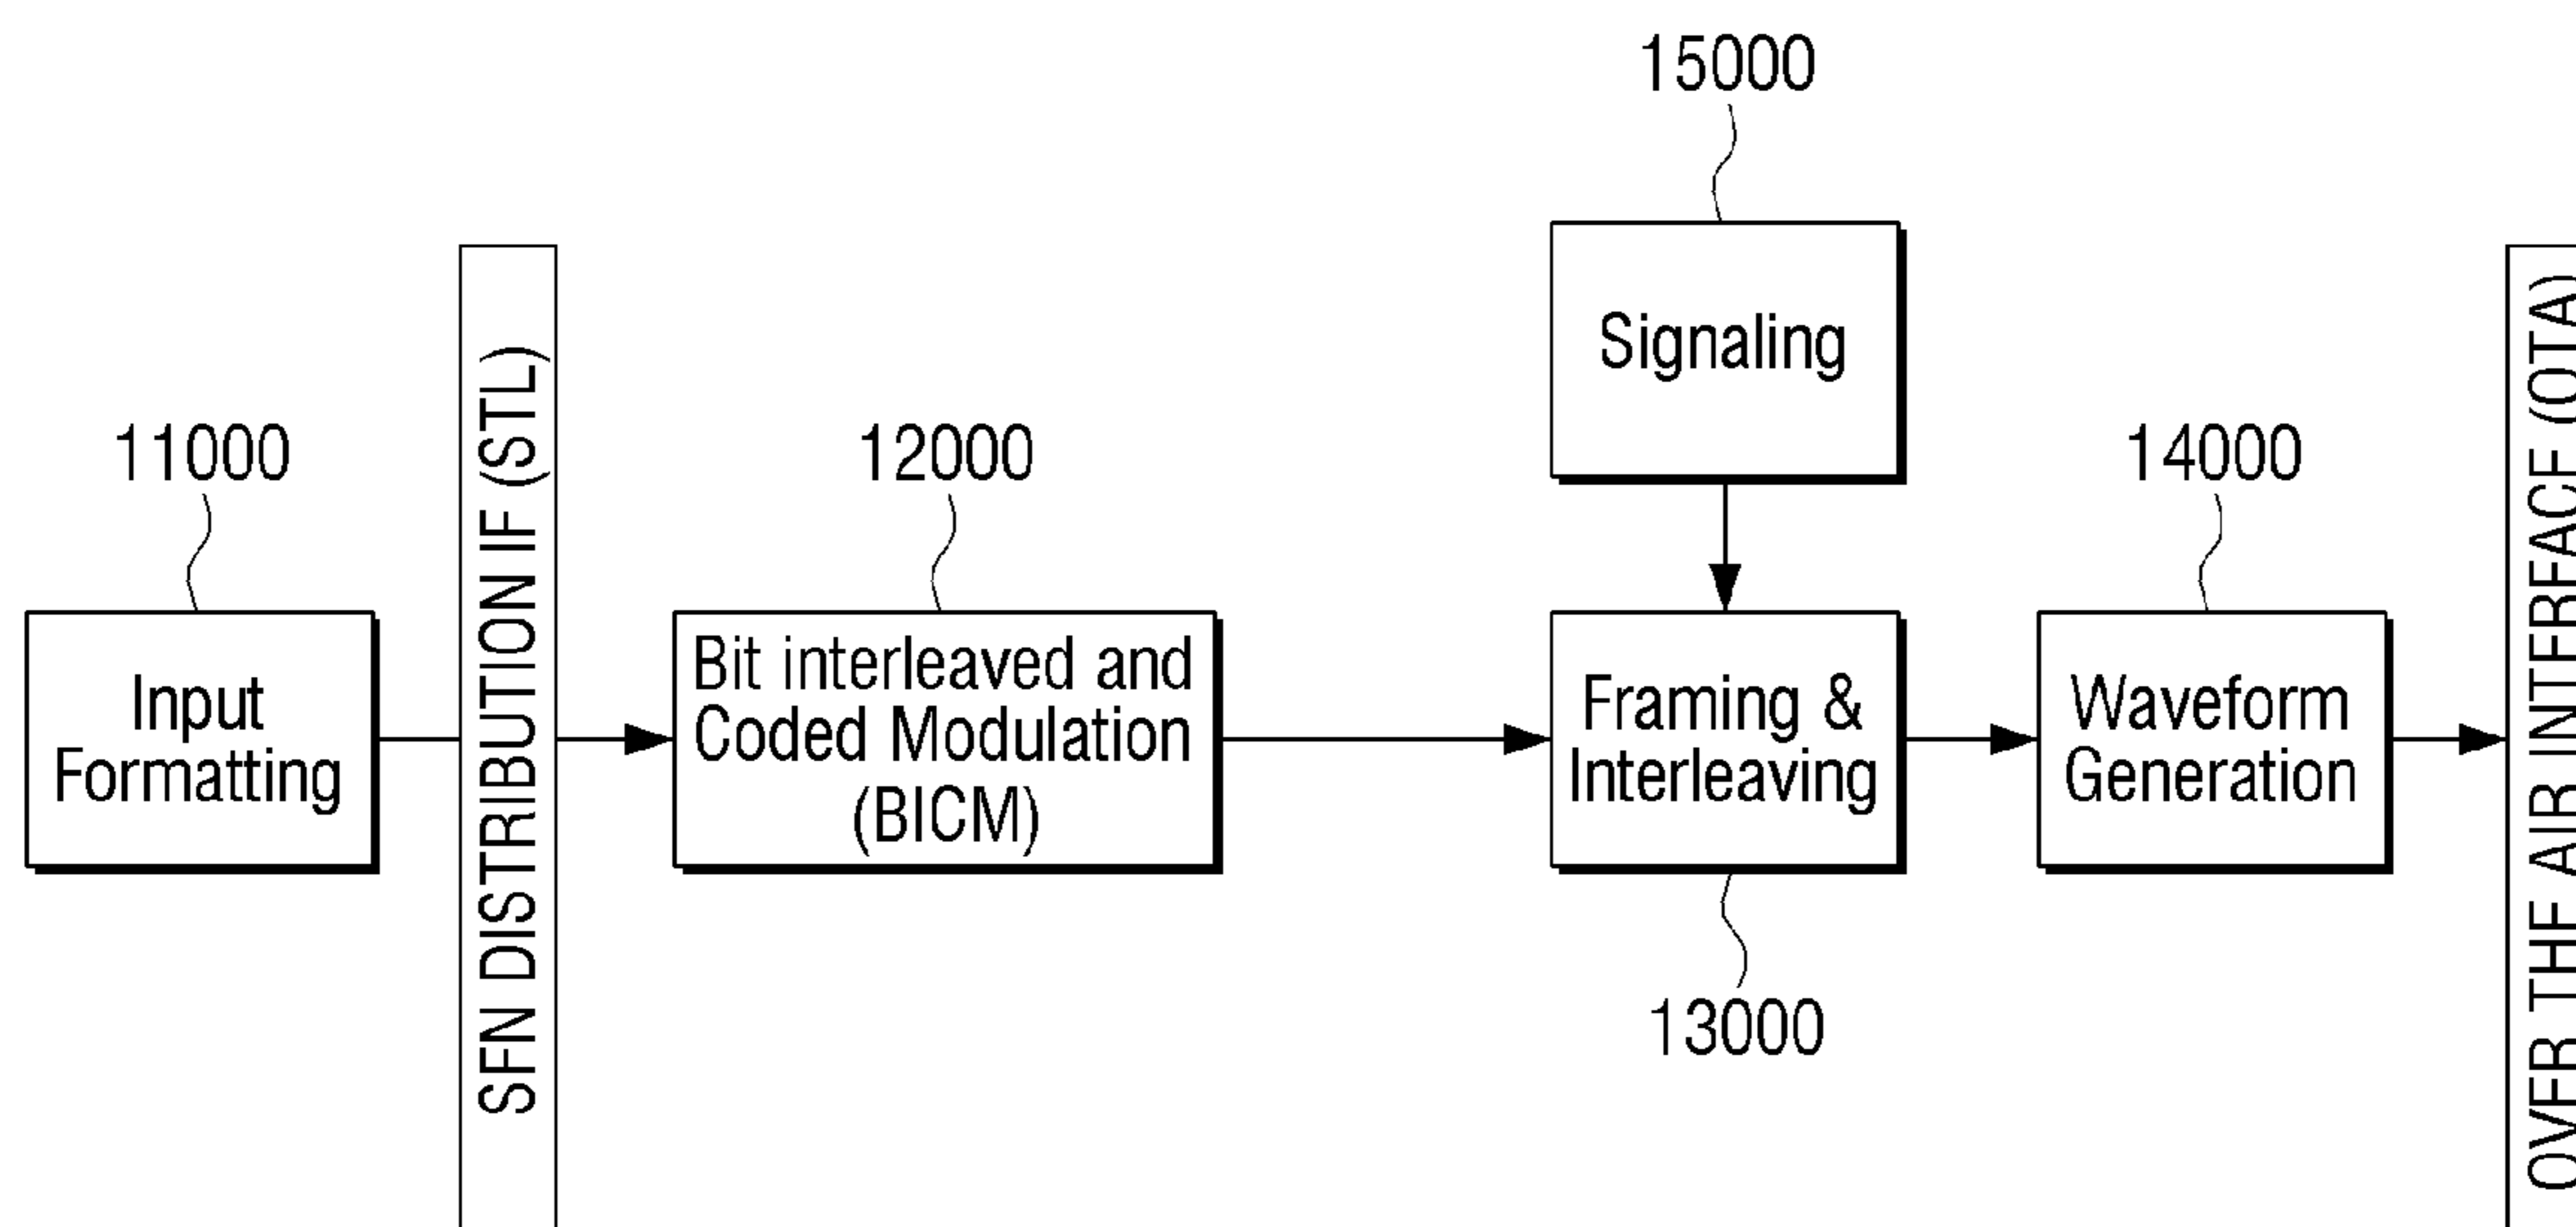 15000
Signaling
11000
12000
14000
Input
Formatting
SFN DISTRIBUTION IF (STL)
Bit interleaved and
Coded Modulation
(BICM)
Framing &
Interleaving
Waveform
Generation
OVER THE AIR INTERFACE (OTA)
13000